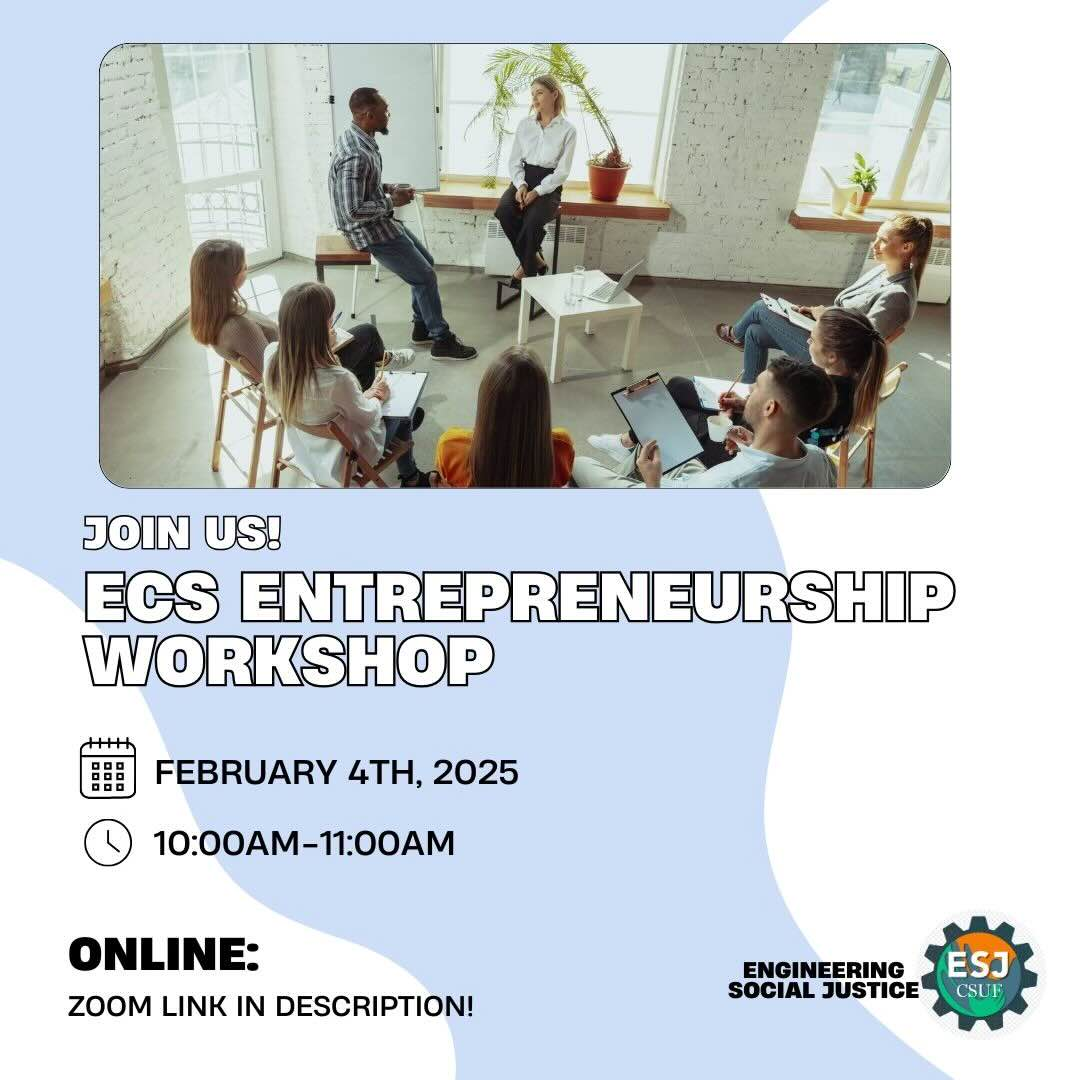 JOIN US!
ECS ENTREPRENEURSHIP
WORKSHOP
FEBRUARY 4TH, 2025
10:00AM-11:00AM
ONLINE:
ZOOM LINK IN DESCRIPTION!
ENGINEERING
SOCIAL JUSTICE
ESJ
CSUF